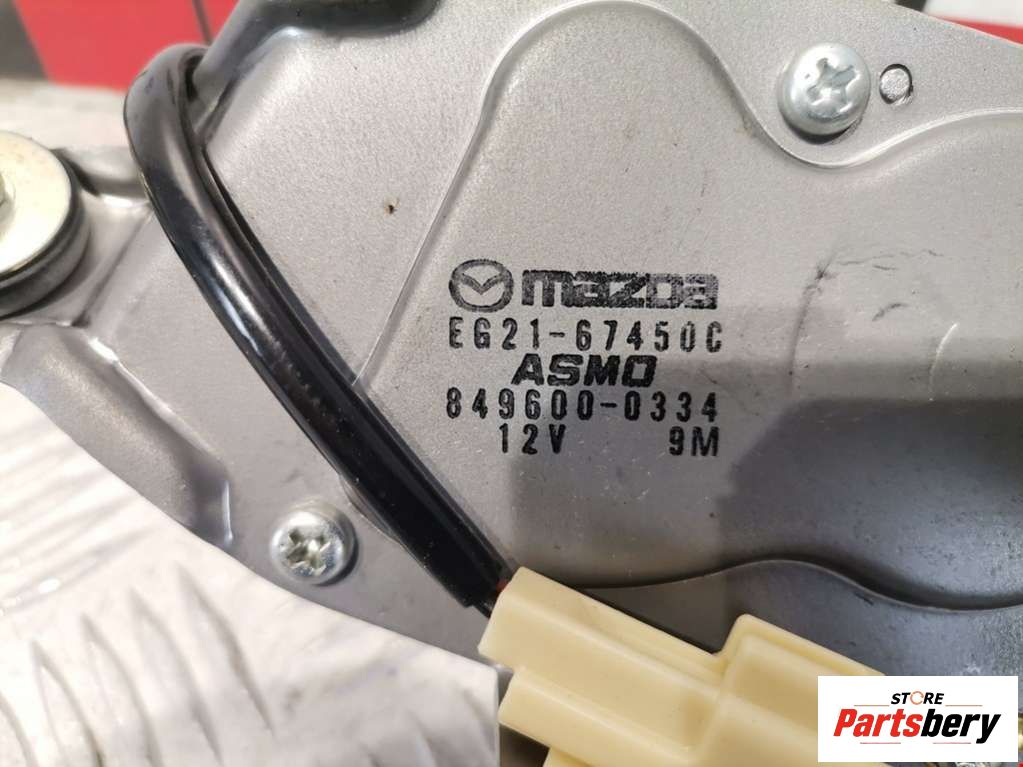 mazda
EG21-67450C
ASMO
849600-0334
12V 9M
STORE
Partsbery